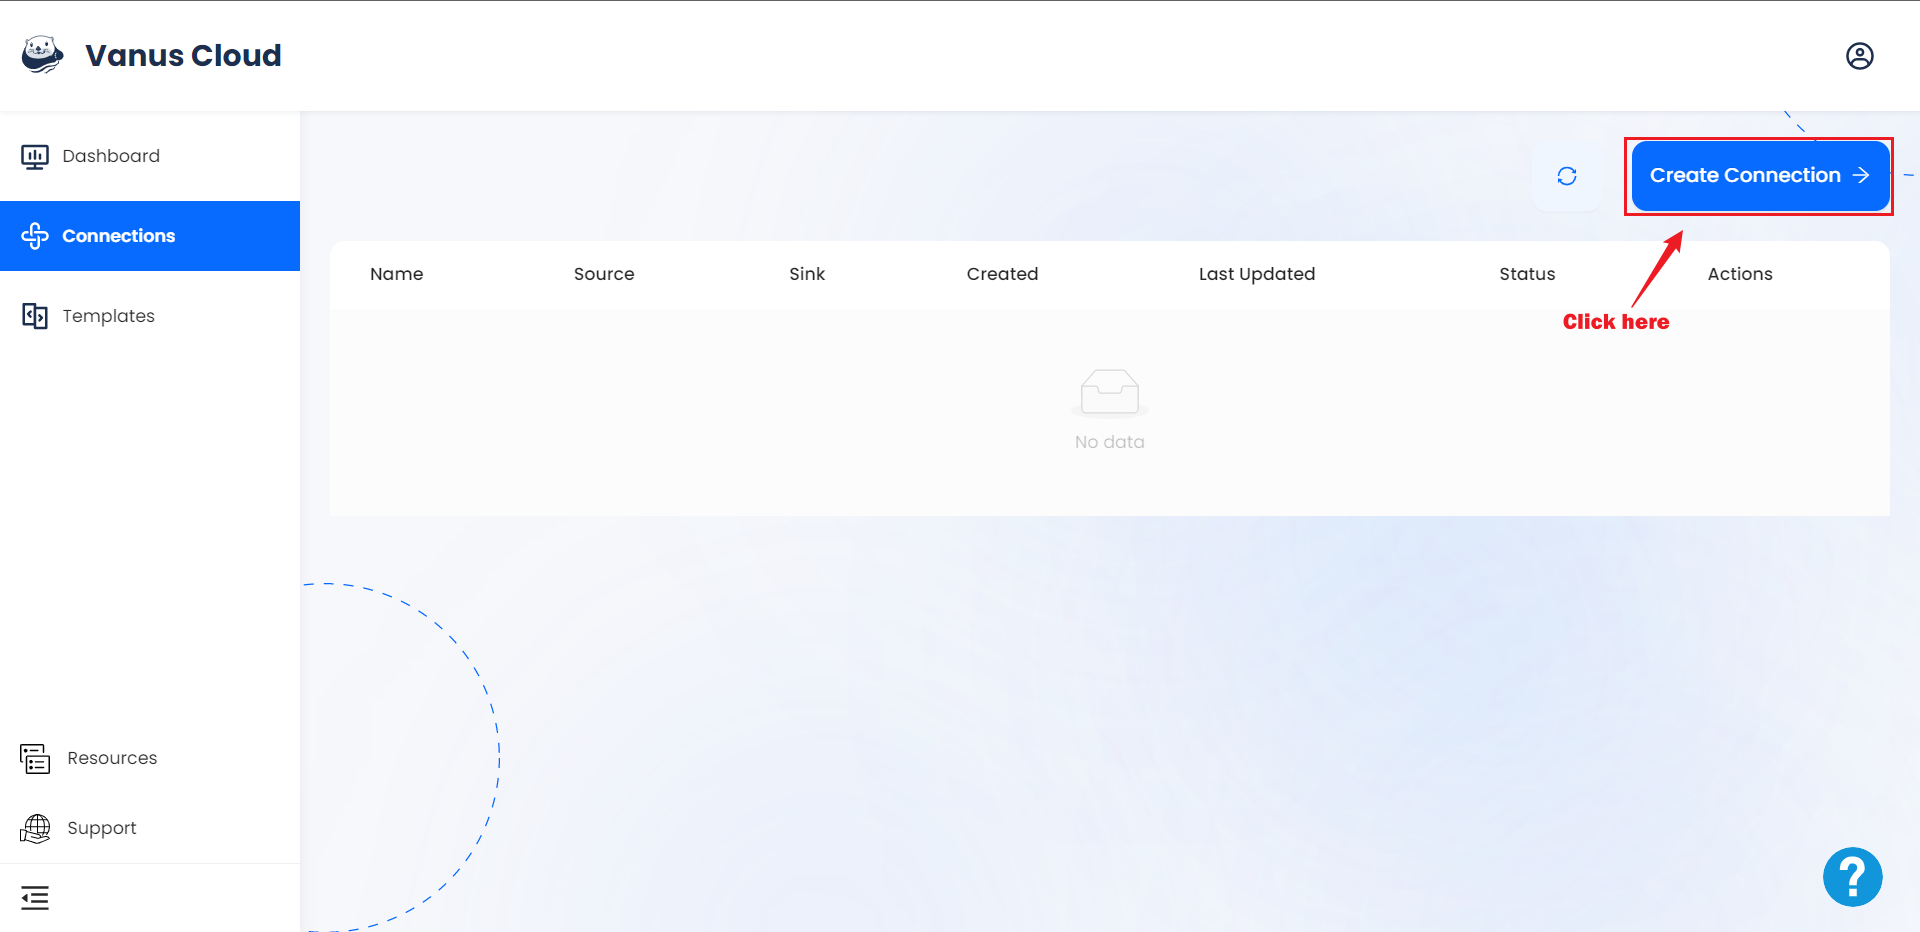 Vanus Cloud
Dashboard
Connections
Templates
Resources
Support
Create Connection
Name Source Sink Created Last Updated Status Actions
Click here
No data
?